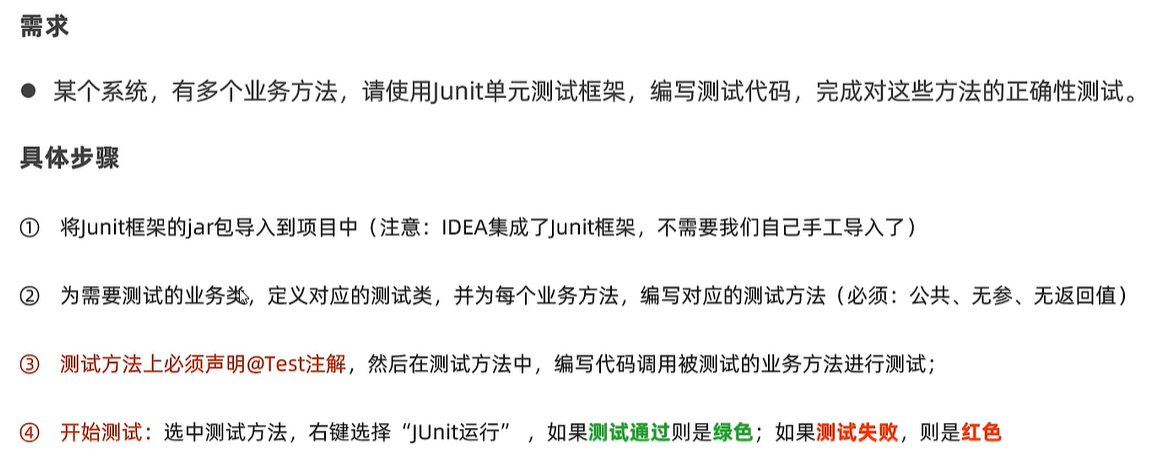 需求
● 某个系统，有多个业务方法，请使用Junit单元测试框架，编写测试代码，完成对这些方法的正确性测试。
具体步骤
① 将Junit框架的jar包导入到项目中（注意：IDEA集成了Junit框架，不需要我们自己手工导入了）
② 为需要测试的业务类，定义对应的测试类，并为每个业务方法，编写对应的测试方法（必须：公共、无参、无返回值）
③ 测试方法上必须声明@Test注解，然后在测试方法中，编写代码调用被测试的业务方法进行测试；
④ 开始测试：选中测试方法，右键选择“JUnit运行” ，如果测试通过则是绿色；如果测试失败，则是红色